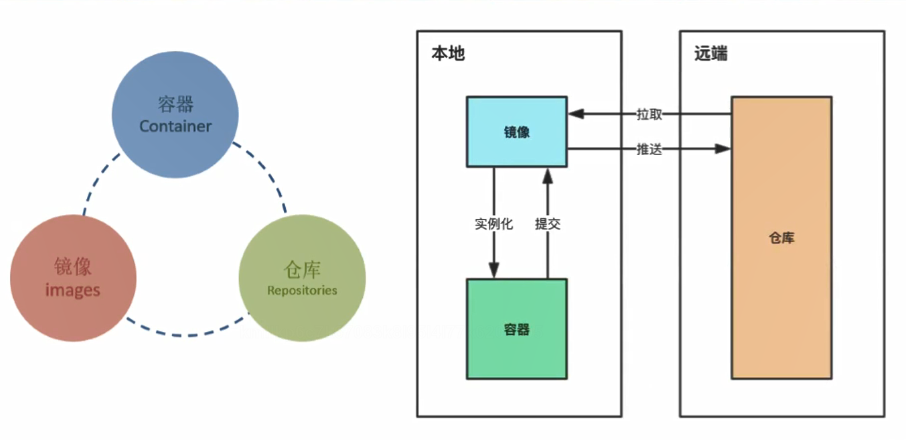 容器
Container
镜像
images
仓库
Repositories
本地
镜像
实例化
提交
容器
拉取
推送
远端
仓库